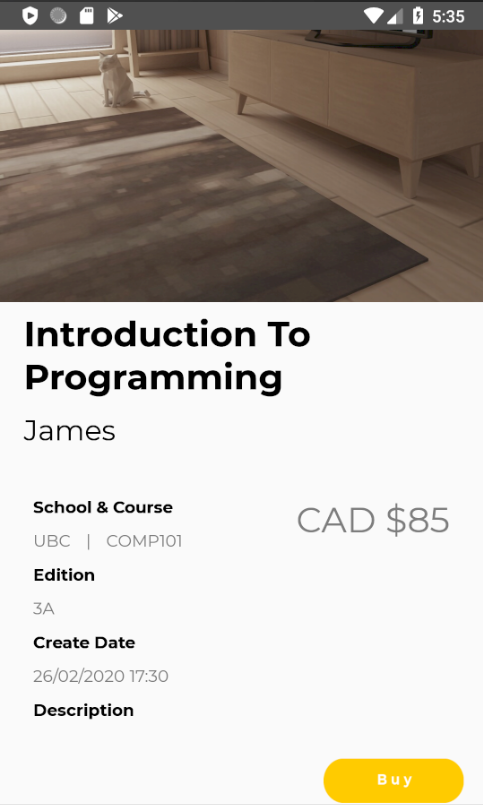 5:35
Introduction To
Programming
James
School & Course
CAD $85
UBC | COMP101
Edition
3A
Create Date
26/02/2020 17:30
Description
Buy